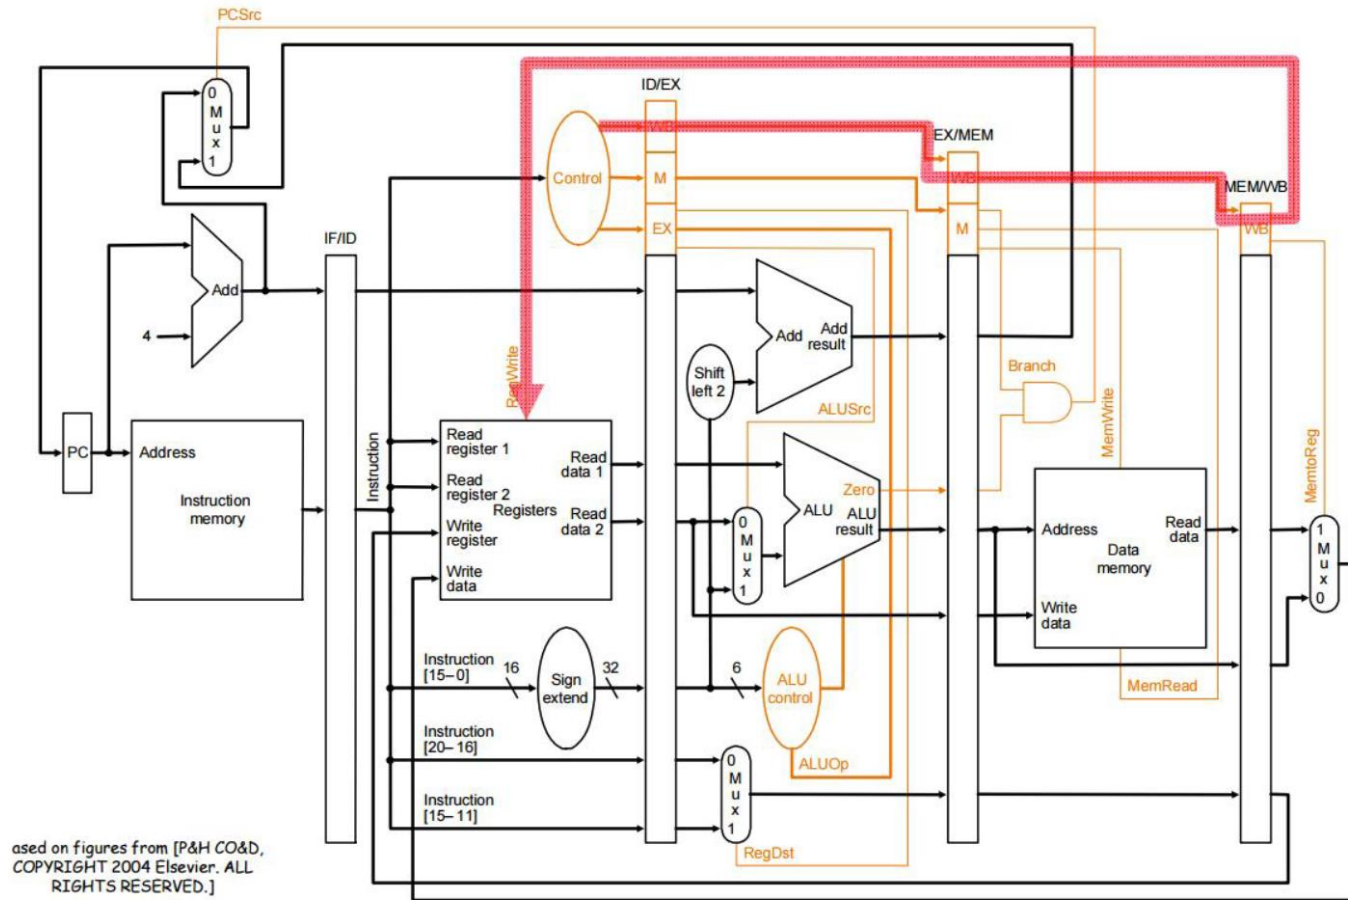 PCSrc
ID/EX
0
M
u
x
1
WB
EX/MEM
Control
M
WB
MEM/WB
IF/ID
EX
M
WB
Add
4
Add
Add
result
Shift
left 2
RegWrite
Branch
ALUSrc
MemWrite
MemtoReg
PC
Address
Instruction
memory
Instruction
Read
register 1
Read
register 2
Write
register
Write
data
Registers
Read
data 1
Read
data 2
0
M
u
x
1
Zero
ALU
ALU
result
Address
Read
data
Data
memory
Write
data
1
M
u
x
0
Instruction
[15–0]
16
Sign
extend
32
6
ALU
control
MemRead
Instruction
[20–16]
0
M
u
x
1
ALUOp
Instruction
[15–11]
RegDst
ased on figures from [P&H CO&D,
COPYRIGHT 2004 Elsevier. ALL
RIGHTS RESERVED.]